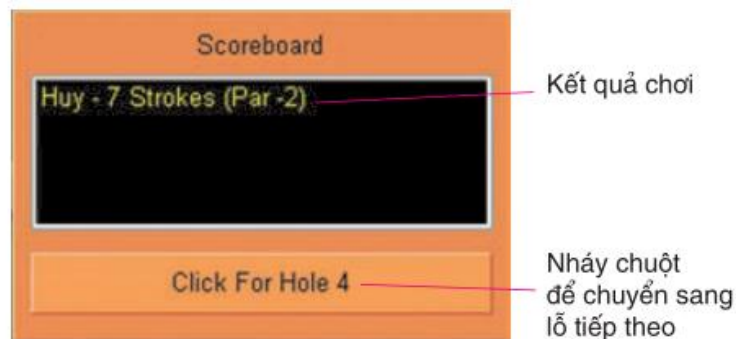 Scoreboard
Huy - 7 Strokes (Par -2)
Kết quả chơi
Click For Hole 4
Nháy chuột
để chuyển sang
lỗ tiếp theo